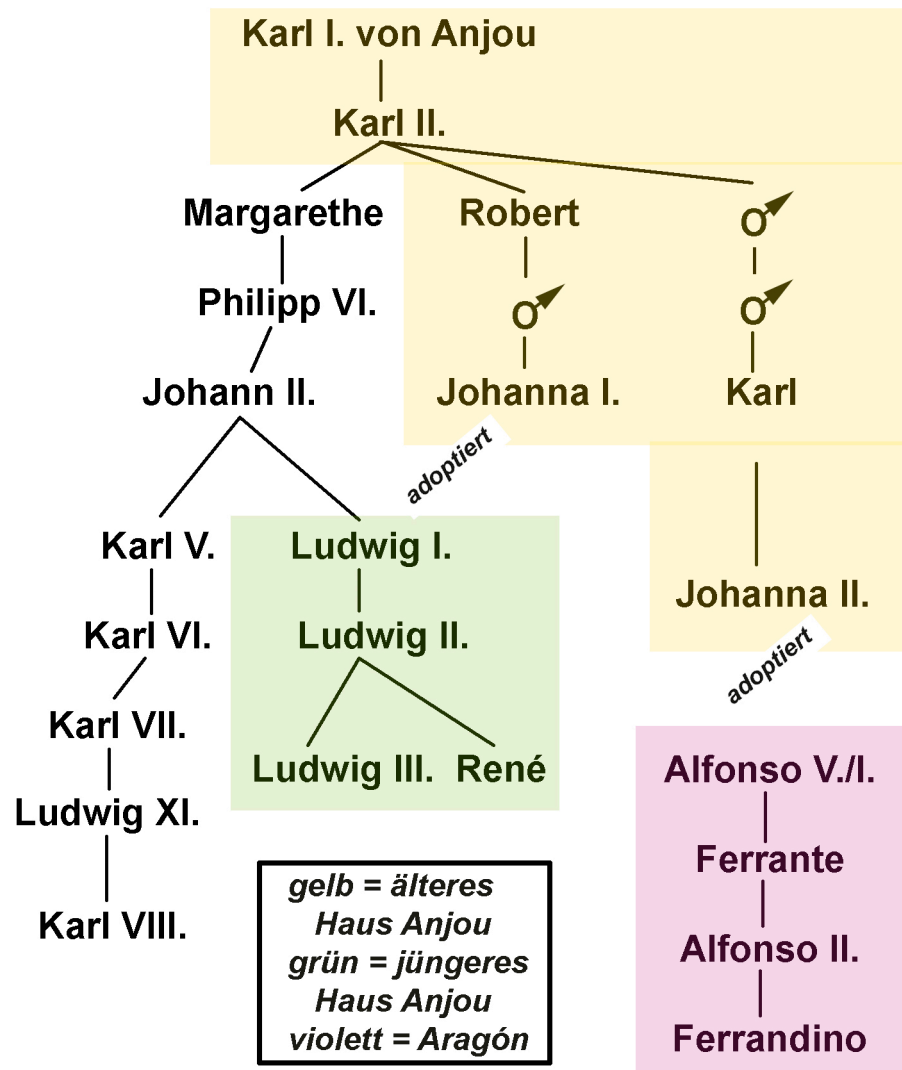 Karl I. von Anjou
Karl II.
Margarethe Robert
Philipp VI.
Johann II. Johanna I. Karl
adoptiert
Karl V. Ludwig I.
Johanna II.
Karl VI. Ludwig II.
adoptiert
Karl VII.
Ludwig III. René Alfonso V./I.
Ludwig XI.
Ferrante
Karl VIII.
Alfonso II.
Ferrandino
gelb = älteres
Haus Anjou
grün = jüngeres
Haus Anjou
violett = Aragón